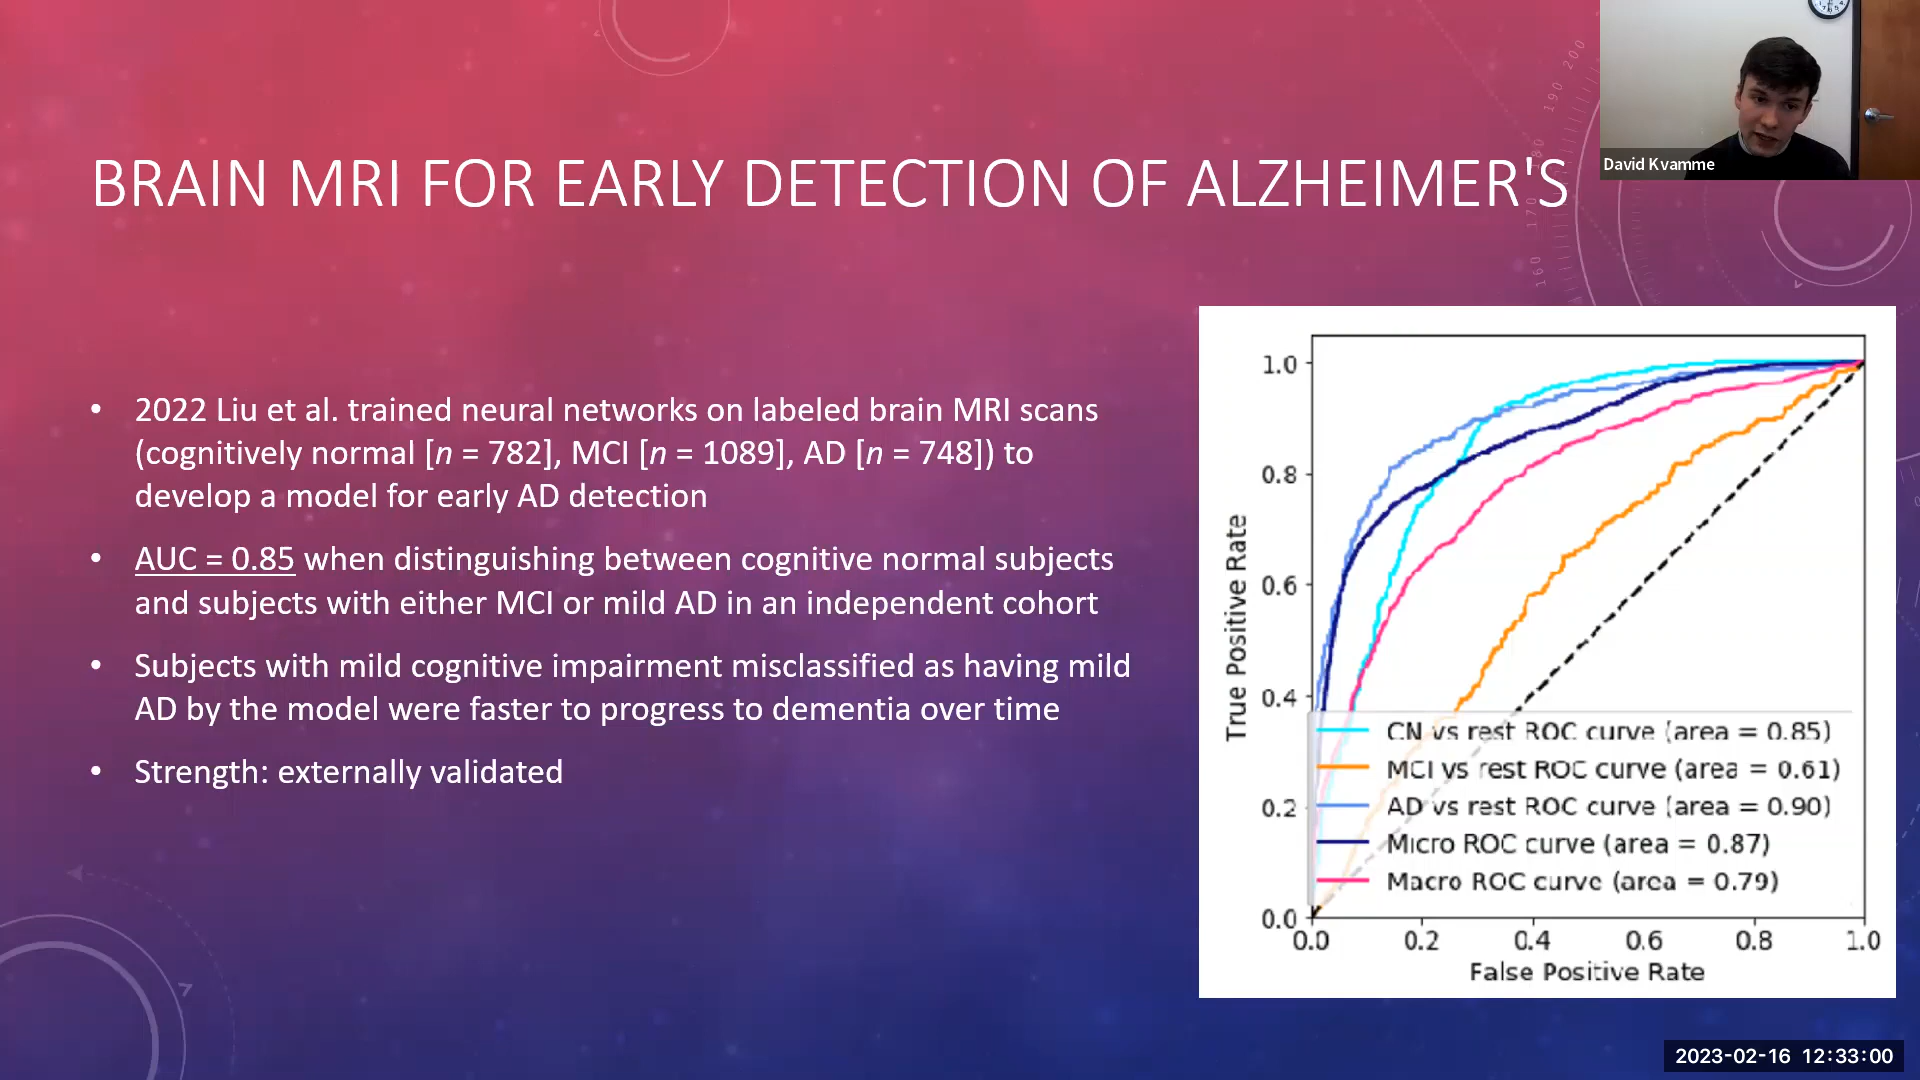 BRAIN MRI FOR EARLY DETECTION OF ALZHEIMER'S
David Kvamme
• 2022 Liu et al. trained neural networks on labeled brain MRI scans
(cognitively normal [n = 782], MCI [n = 1089], AD [n = 748]) to
develop a model for early AD detection
• AUC = 0.85 when distinguishing between cognitive normal subjects
and subjects with either MCI or mild AD in an independent cohort
• Subjects with mild cognitive impairment misclassified as having mild
AD by the model were faster to progress to dementia over time
• Strength: externally validated
True Positive Rate
1.0
0.8
0.6
0.4
0.2
0.0
CN vs rest ROC curve (area = 0.85)
MCI vs rest ROC curve (area = 0.61)
AD vs rest ROC curve (area = 0.90)
Micro ROC curve (area = 0.87)
Macro ROC curve (area = 0.79)
0.0 0.2 0.4 0.6 0.8 1.0
False Positive Rate
200
190
180
170
160
2023-02-16 12:33:00